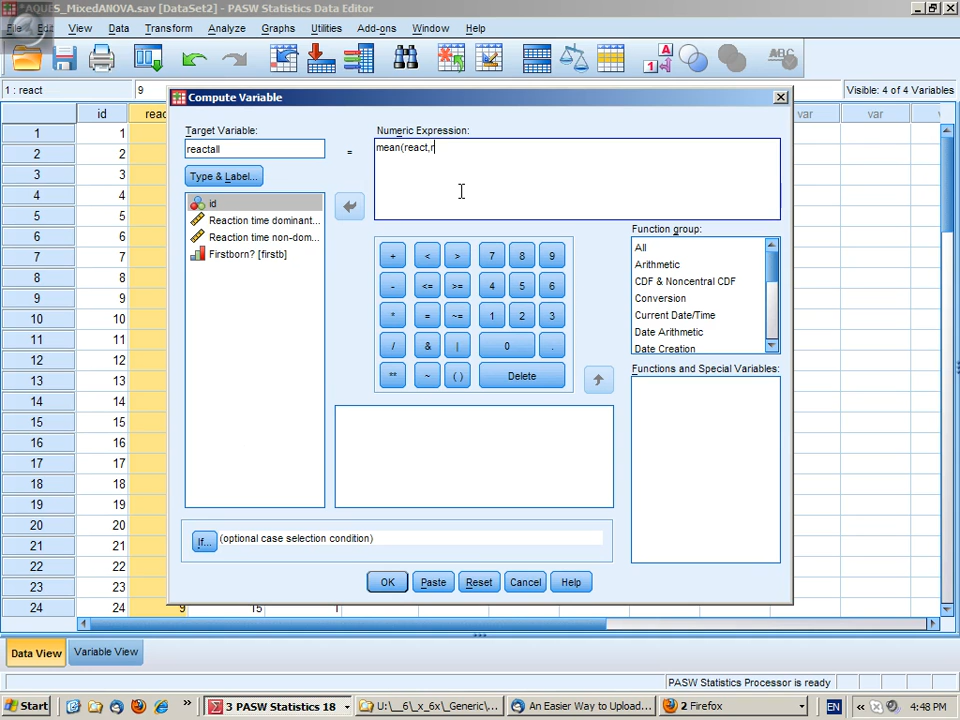 *AQUES_MixedANOVA.sav [DataSet2] - PASW Statistics Data Editor
View Data Transform Analyze Graphs Utilities Add-ons Window Help
1 : react 9 Visible: 4 of 4 Variables
id reac var var
Compute Variable
Target Variable: Numeric Expression:
reactall = mean(react,r
Type & Label...
id
Reaction time dominant...
Reaction time non-dom...
Firstborn? [firstb]
+ < > 7 8 9
- <= >= 4 5 6
* = ~= 1 2 3
/ & | 0 .
** ~ ( ) Delete
Function group:
All
Arithmetic
CDF & Noncentral CDF
Conversion
Current Date/Time
Date Arithmetic
Date Creation
Functions and Special Variables:
If... (optional case selection condition)
OK Paste Reset Cancel Help
1 1
2 2
3 3
4 4
5 5
6 6
7 7
8 8
9 9
10 10
11 11
12 12
13 13
14 14
15 15
16 16
17 17
18 18
19 19
20 20
21 21
22 22
23 23
24 24 9 15 1
Data View Variable View
PASW Statistics Processor is ready
Start » 3 PASW Statistics 18 U:\__6\_x_6x\_Generic\... An Easier Way to Upload... 2 Firefox EN « 4:48 PM